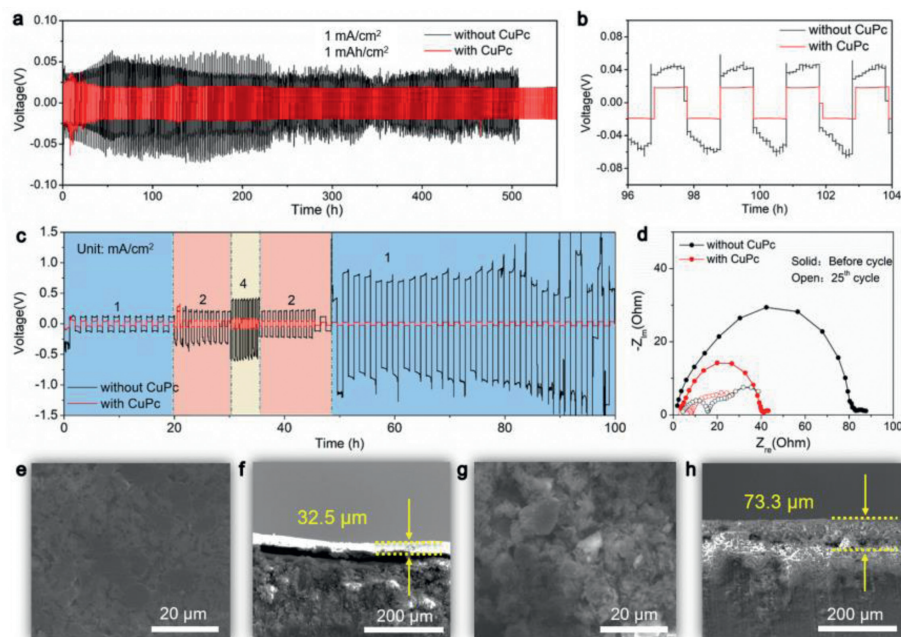 a
1 mA/cm²
1 mAh/cm²
without CuPc
with CuPc
Voltage(V)
0.10
0.05
0.00
-0.05
-0.10
0 100 200 300 400 500
Time (h)
b
without CuPc
with CuPc
Voltage(V)
0.08
0.04
0.00
-0.04
-0.08
96 98 100 102 104
Time (h)
c
Unit: mA/cm²
1 2 4 2 1
Voltage(V)
1.5
1.0
0.5
0.0
-0.5
-1.0
-1.5
without CuPc
with CuPc
0 20 40 60 80 100
Time (h)
d
without CuPc
with CuPc
Solid: Before cycle
Open: 25th cycle
-Zim(Ohm)
40
20
0
0 20 40 60 80 100
Zre(Ohm)
e
20 μm
f
32.5 μm
200 μm
g
20 μm
h
73.3 μm
200 μm